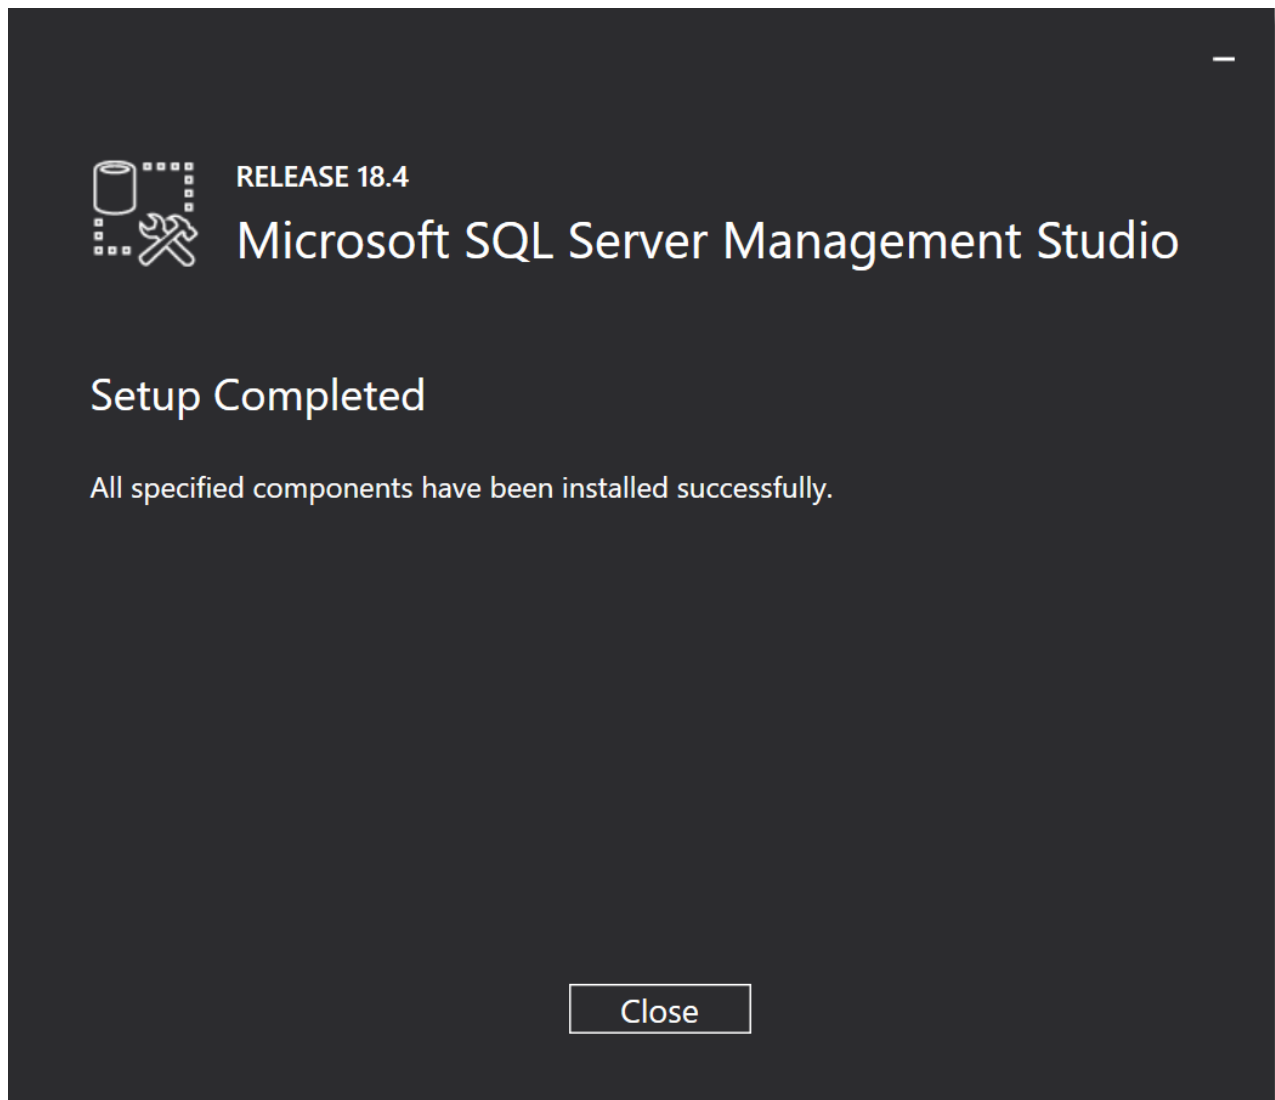 RELEASE 18.4
Microsoft SQL Server Management Studio
Setup Completed
All specified components have been installed successfully.
Close